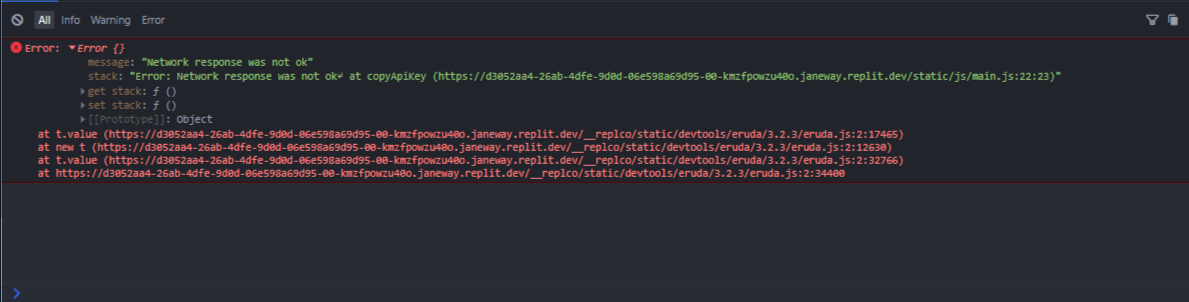 All Info Warning Error
Error: ▼Error {}
message: "Network response was not ok"
stack: "Error: Network response was not ok↵ at copyApiKey (https://d3052aa4-26ab-4dfe-9d0d-06e598a69d95-00-kmzfpowzu40o.janeway.replit.dev/static/js/main.js:22:23)"
▶get stack: ƒ ()
▶set stack: ƒ ()
▶[[Prototype]]: Object
at t.value (https://d3052aa4-26ab-4dfe-9d0d-06e598a69d95-00-kmzfpowzu40o.janeway.replit.dev/__replco/static/devtools/eruda/3.2.3/eruda.js:2:17465)
at new t (https://d3052aa4-26ab-4dfe-9d0d-06e598a69d95-00-kmzfpowzu40o.janeway.replit.dev/__replco/static/devtools/eruda/3.2.3/eruda.js:2:12630)
at t.value (https://d3052aa4-26ab-4dfe-9d0d-06e598a69d95-00-kmzfpowzu40o.janeway.replit.dev/__replco/static/devtools/eruda/3.2.3/eruda.js:2:32766)
at https://d3052aa4-26ab-4dfe-9d0d-06e598a69d95-00-kmzfpowzu40o.janeway.replit.dev/__replco/static/devtools/eruda/3.2.3/eruda.js:2:34400